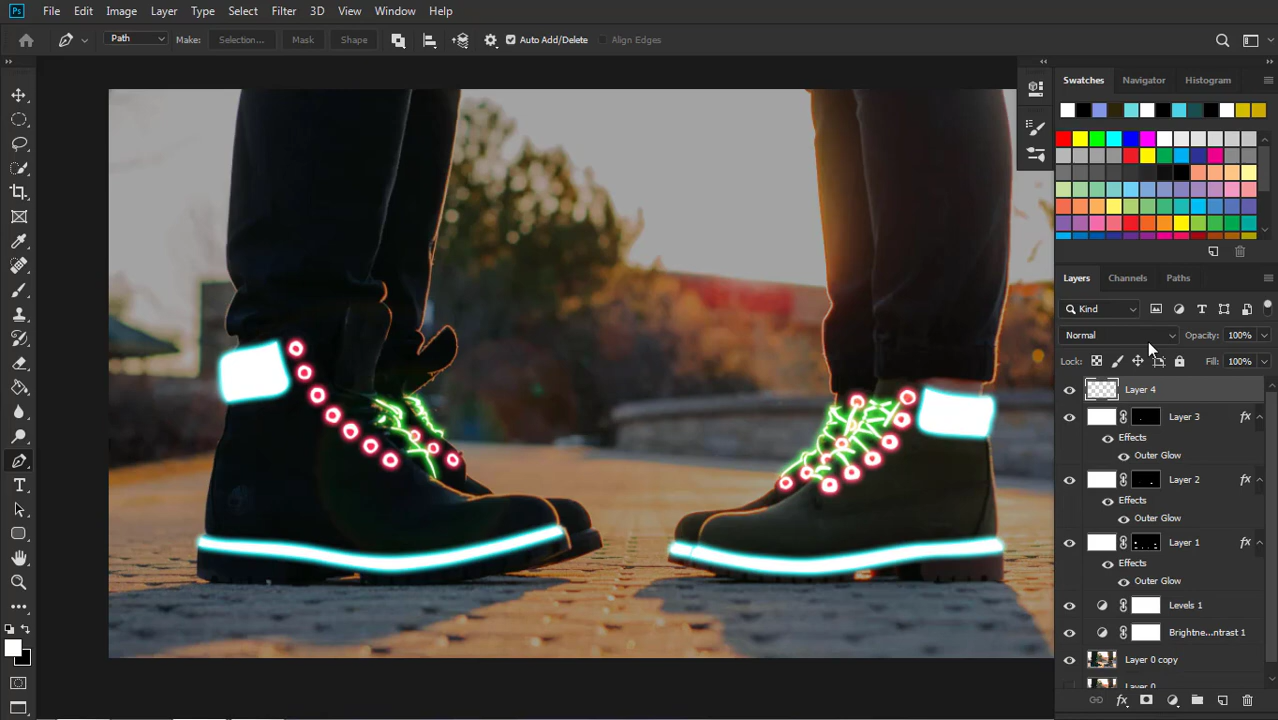 Ps File Edit Image Layer Type Select Filter 3D View Window Help
Path Make: Selection... Mask Shape Auto Add/Delete Align Edges
Swatches Navigator Histogram
Layers Channels Paths
Kind
Normal Opacity: 100%
Lock: Fill: 100%
Layer 4
Layer 3 fx
Effects
Outer Glow
Layer 2 fx
Effects
Outer Glow
Layer 1 fx
Effects
Outer Glow
Levels 1
Brightne...ntrast 1
Layer 0 copy
Layer 0
fx